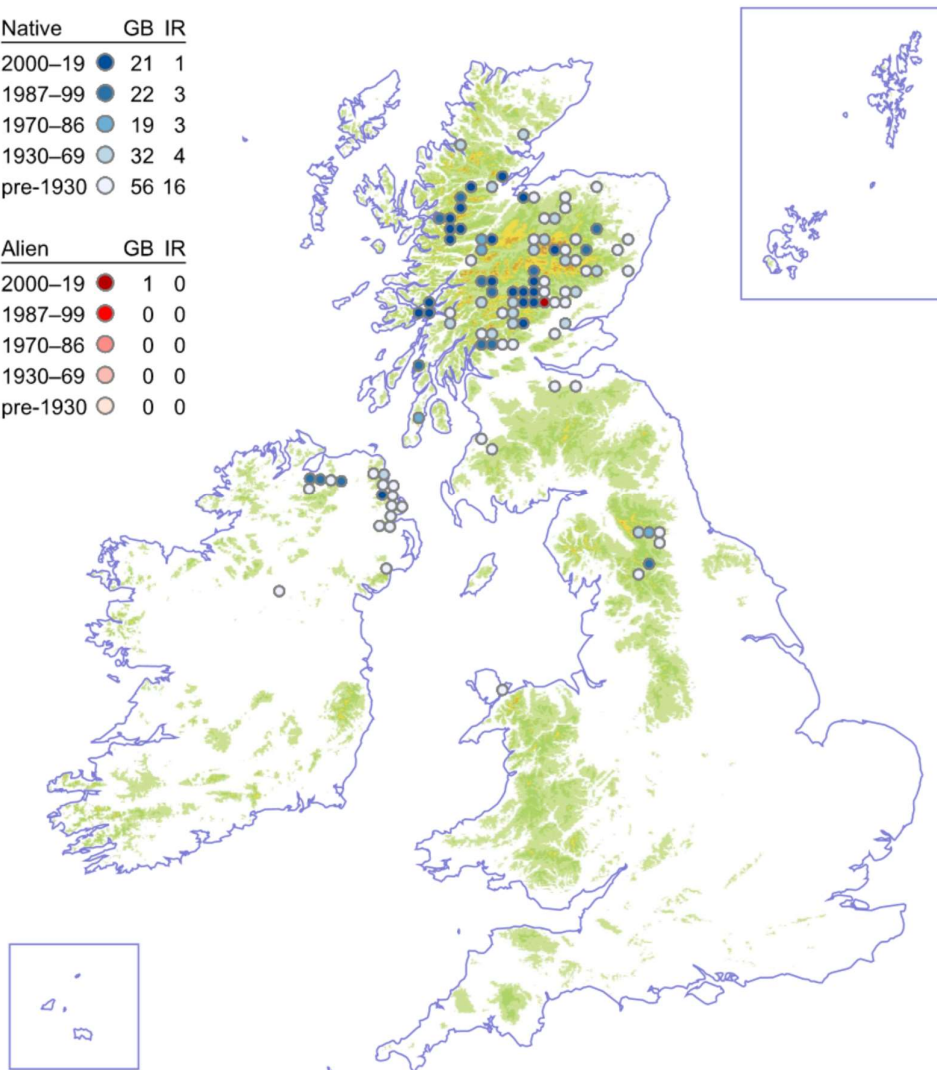 Native GB IR
2000–19 21 1
1987–99 22 3
1970–86 19 3
1930–69 32 4
pre-1930 56 16
Alien GB IR
2000–19 1 0
1987–99 0 0
1970–86 0 0
1930–69 0 0
pre-1930 0 0